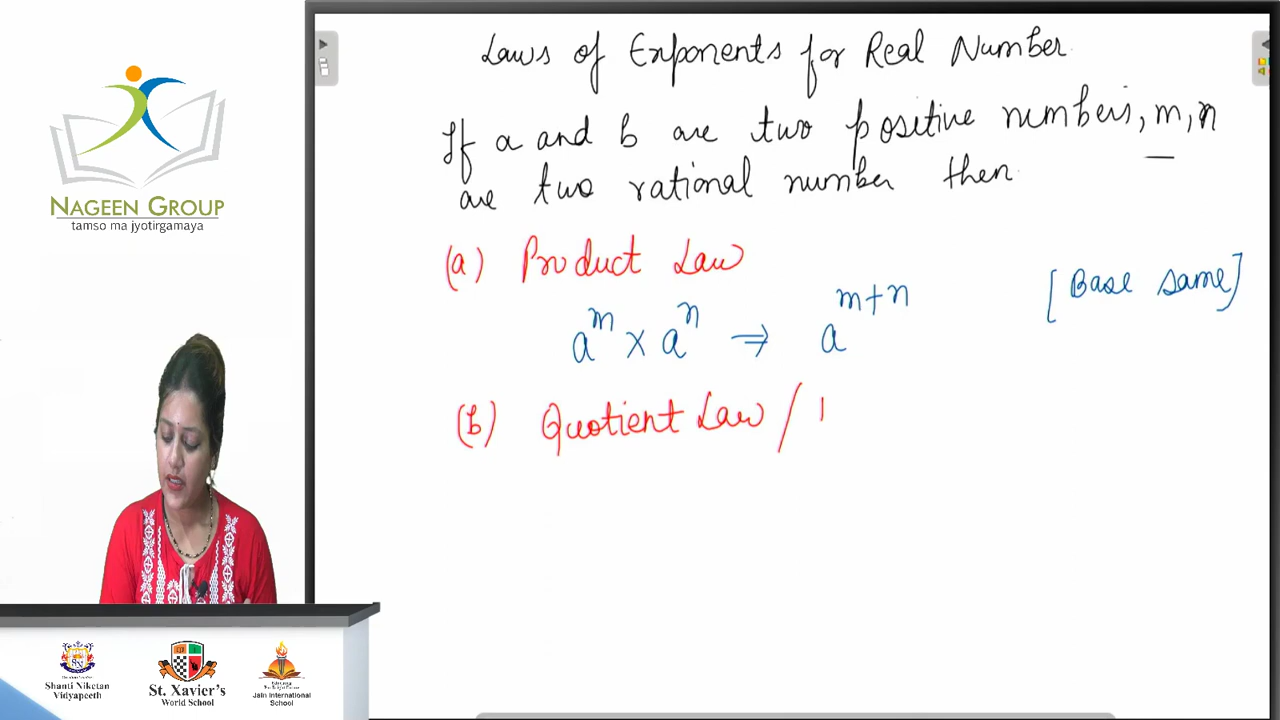 Laws of Exponents for Real Number
If a and b are two positive numbers, m, n
are two rational number then
(a) Product Law
a^m × a^n ⇒ a^{m+n} [Base same]
(b) Quotient Law /
NAGEEN GROUP
tamso ma jyotirgamaya
Shanti Niketan
Vidyapeeth
St. Xavier's
World School
Jain International
School